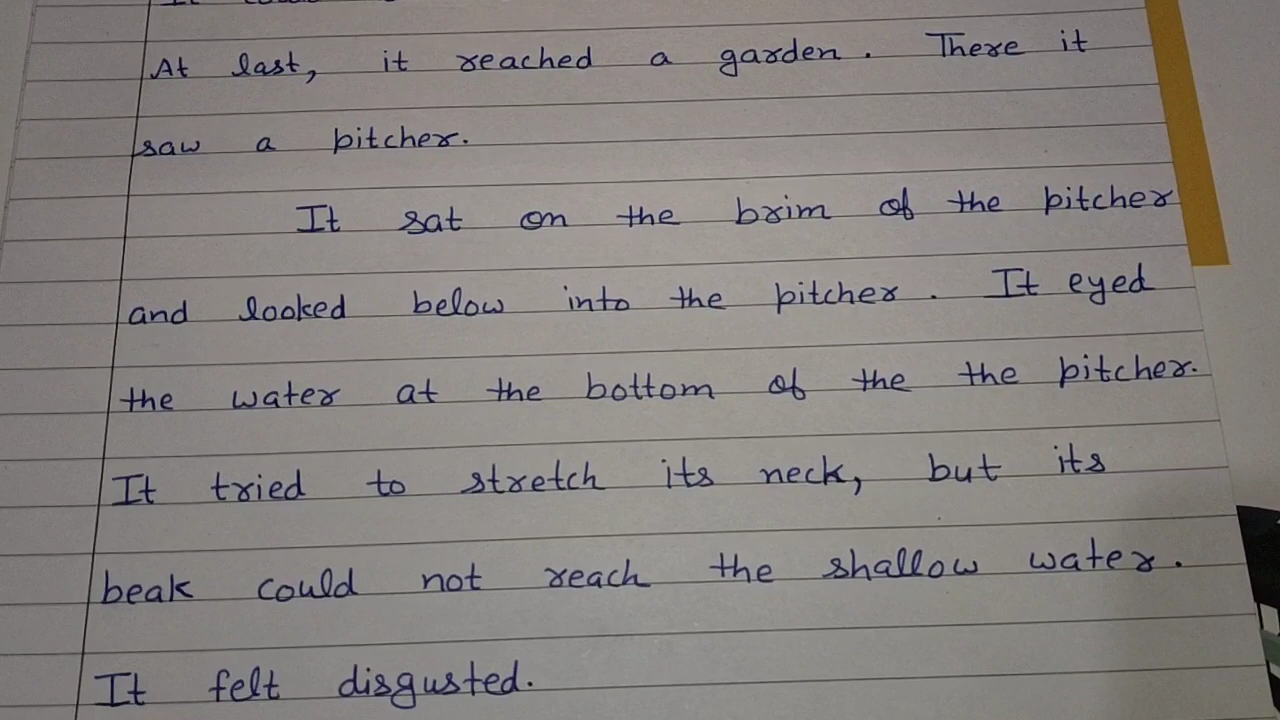 At last, it reached a garden. There it
saw a pitcher.
It sat on the brim of the pitcher
and looked below into the pitcher. It eyed
the water at the bottom of the the pitcher.
It tried to stretch its neck, but its
beak could not reach the shallow water.
It felt disgusted.